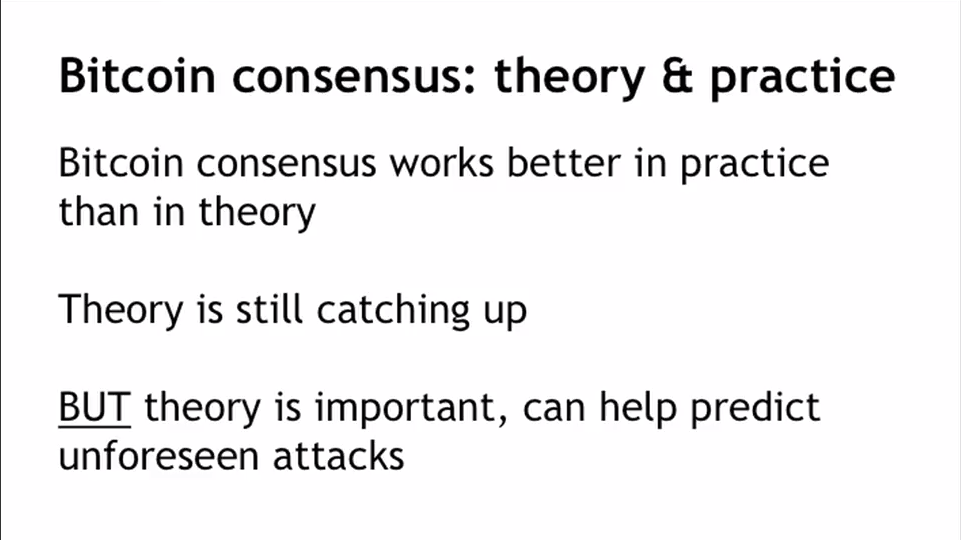 Bitcoin consensus: theory & practice
Bitcoin consensus works better in practice
than in theory
Theory is still catching up
BUT theory is important, can help predict
unforeseen attacks